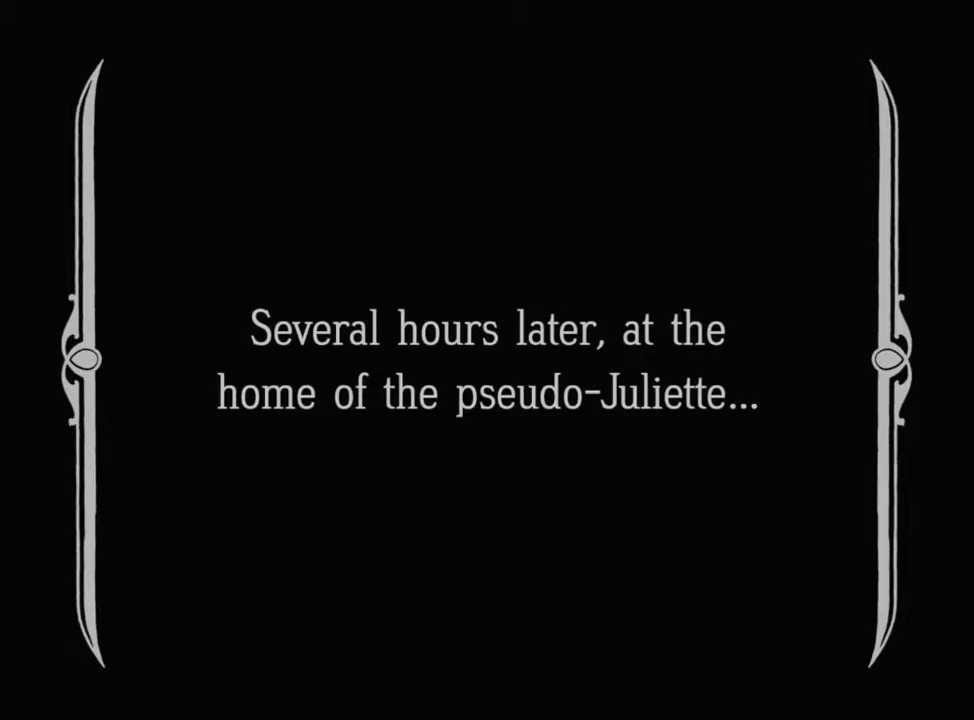 Several hours later, at the
home of the pseudo-Juliette...